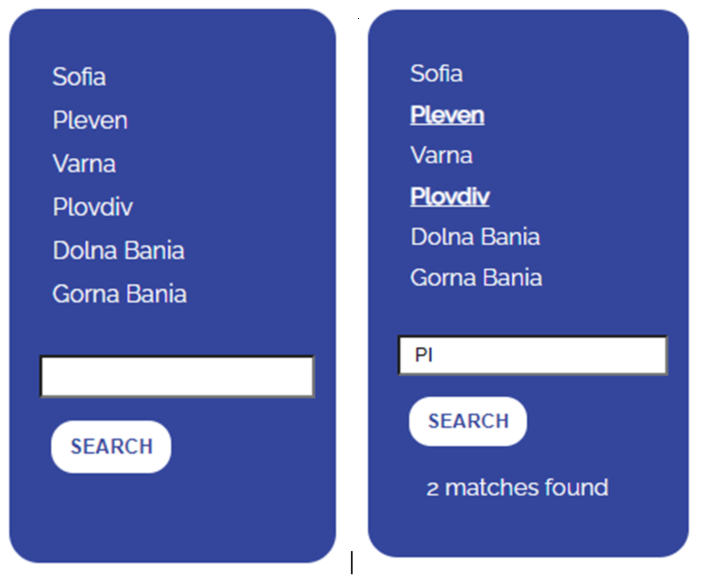 Sofia
Pleven
Varna
Plovdiv
Dolna Bania
Gorna Bania
SEARCH
Sofia
Pleven
Varna
Plovdiv
Dolna Bania
Gorna Bania
Pl
SEARCH
2 matches found